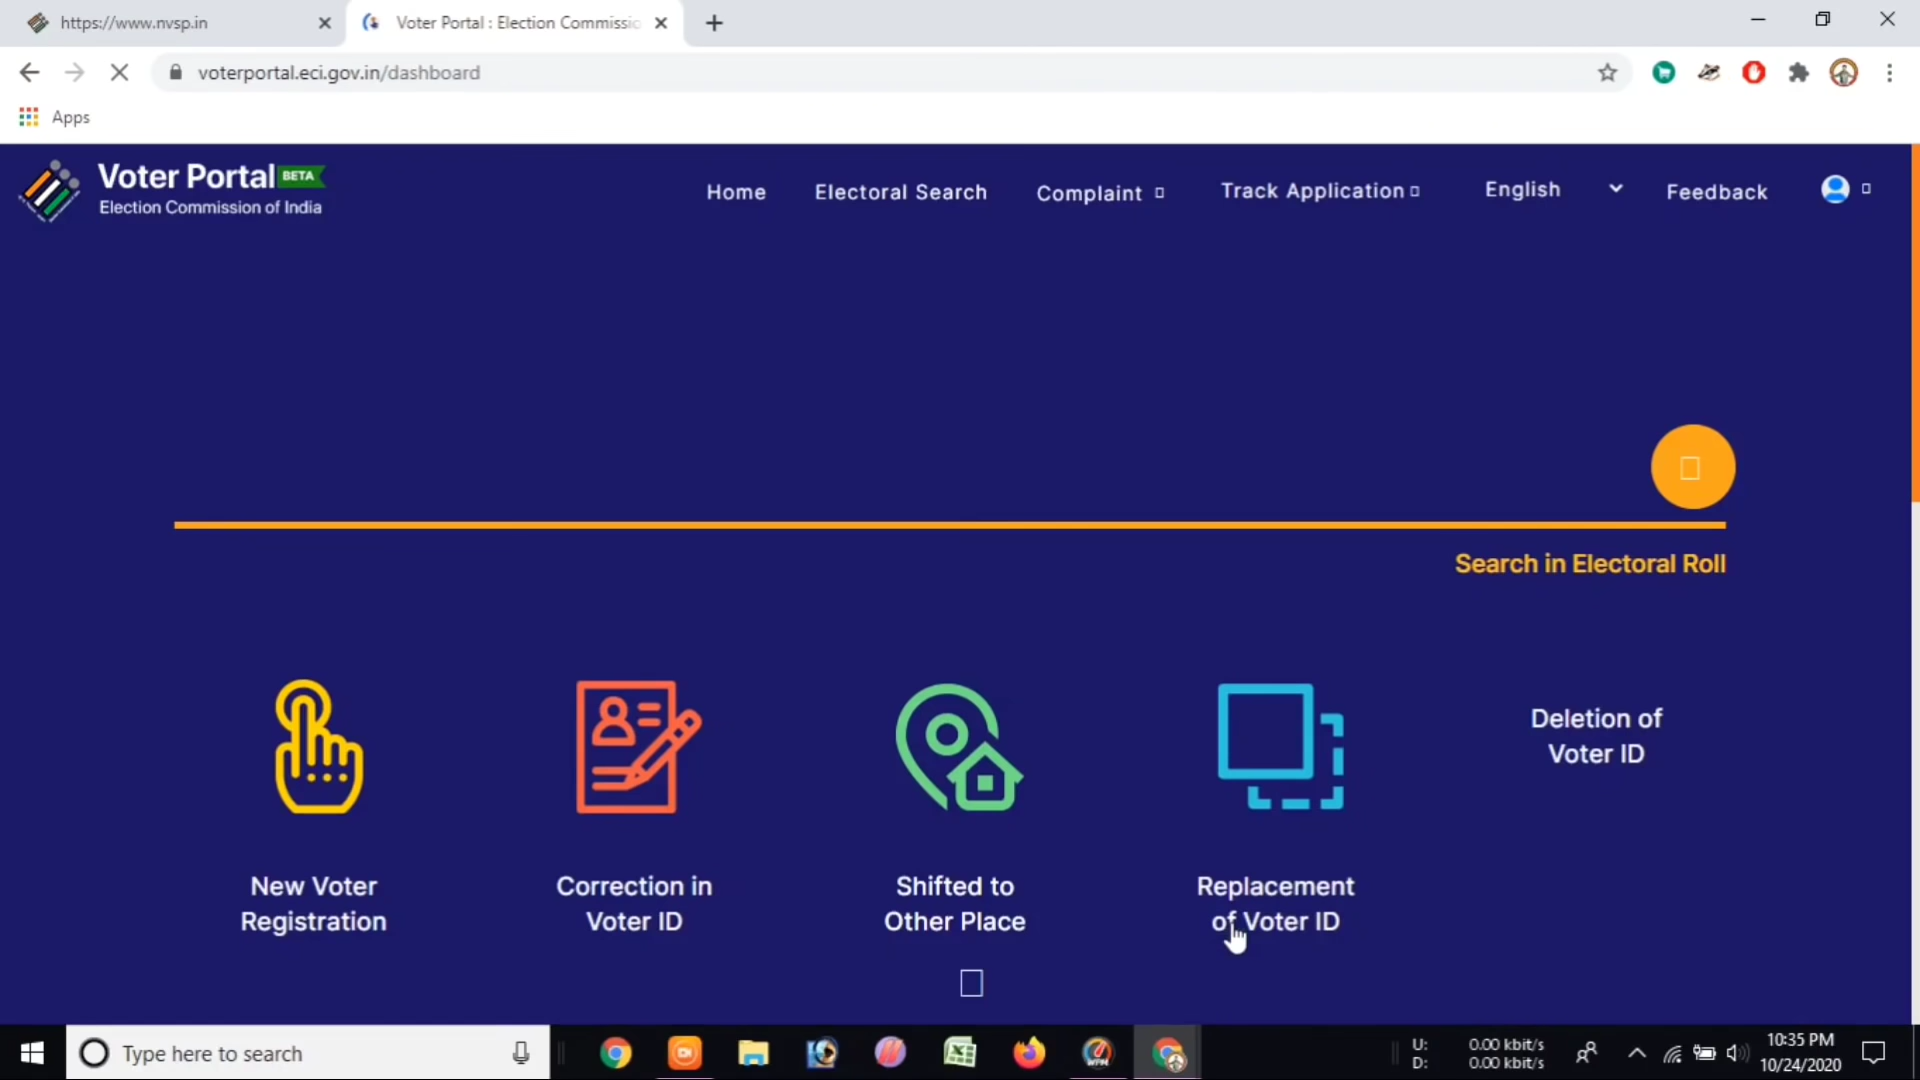 https://www.nvsp.in
Voter Portal : Election Commissio
voterportal.eci.gov.in/dashboard
Apps
Voter Portal BETA
Election Commission of India
Home
Electoral Search
Complaint
Track Application
English
Feedback
Search in Electoral Roll
New Voter
Registration
Correction in
Voter ID
Shifted to
Other Place
Replacement
of Voter ID
Deletion of
Voter ID
Type here to search
U: 0.00 kbit/s
D: 0.00 kbit/s
10:35 PM
10/24/2020